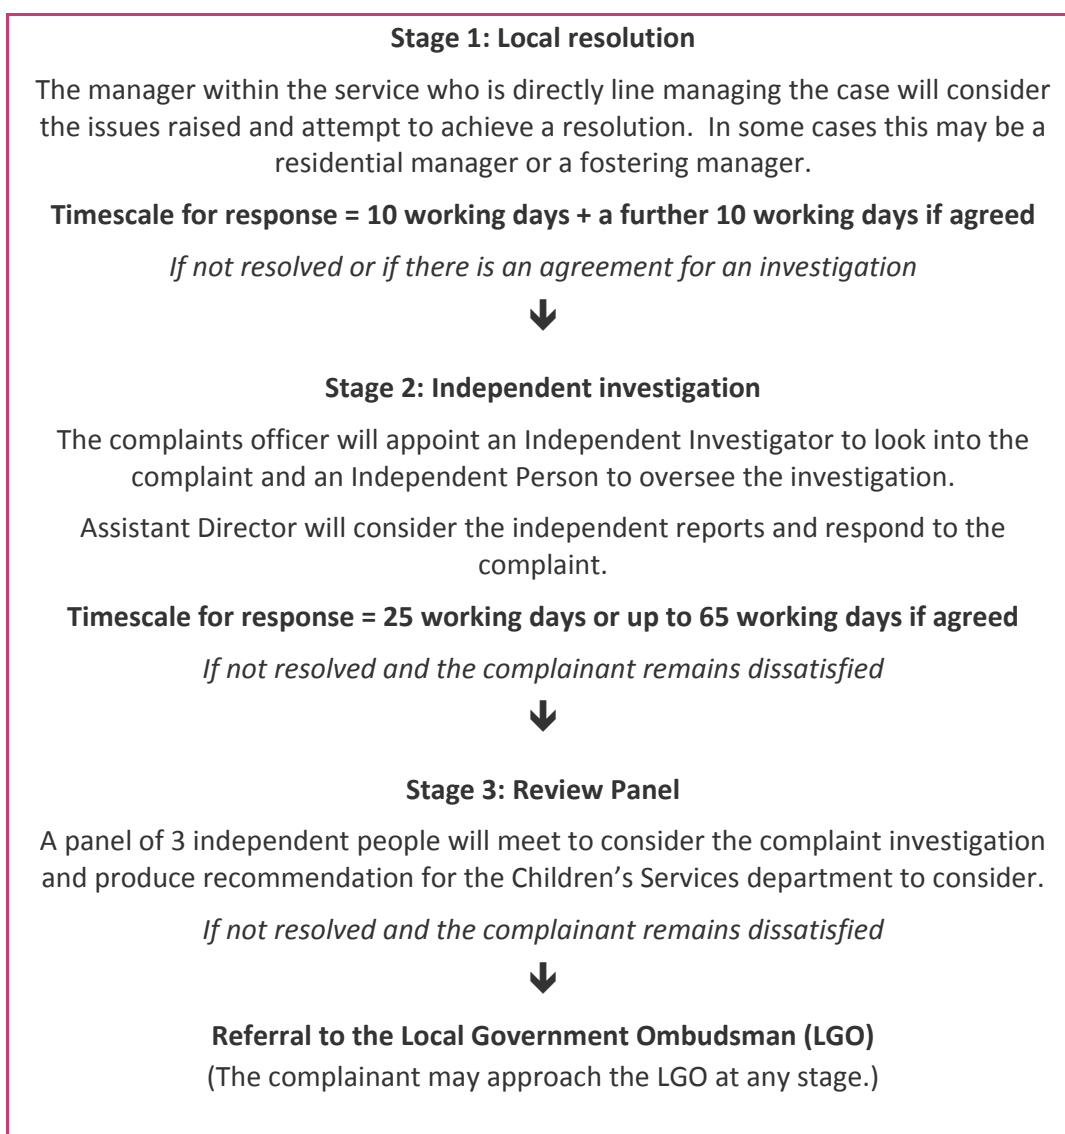 Stage 1: Local resolution
The manager within the service who is directly line managing the case will consider
the issues raised and attempt to achieve a resolution.  In some cases this may be a
residential manager or a fostering manager.
Timescale for response = 10 working days + a further 10 working days if agreed
If not resolved or if there is an agreement for an investigation
🡻
Stage 2: Independent investigation
The complaints officer will appoint an Independent Investigator to look into the
complaint and an Independent Person to oversee the investigation.
Assistant Director will consider the independent reports and respond to the
complaint.
Timescale for response = 25 working days or up to 65 working days if agreed
If not resolved and the complainant remains dissatisfied
🡻
Stage 3: Review Panel
A panel of 3 independent people will meet to consider the complaint investigation
and produce recommendation for the Children’s Services department to consider.
If not resolved and the complainant remains dissatisfied
🡻
Referral to the Local Government Ombudsman (LGO)
(The complainant may approach the LGO at any stage.)